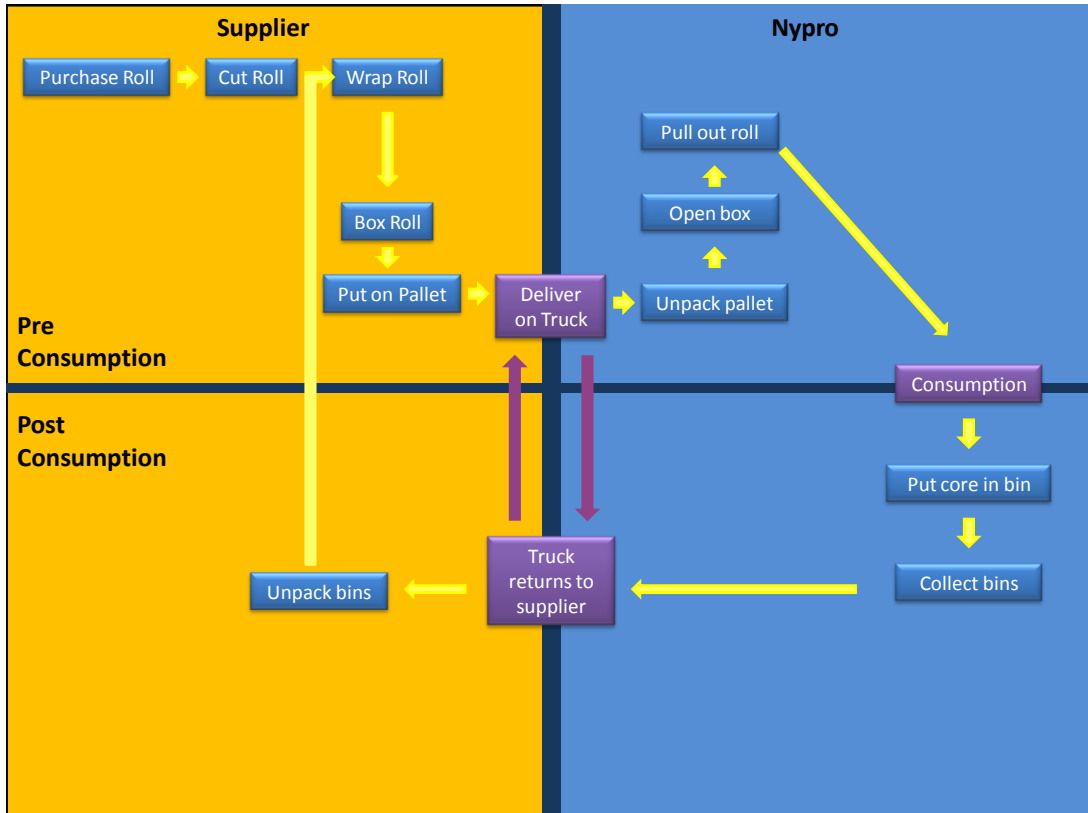 Supplier
Nypro
Purchase Roll
Cut Roll
Wrap Roll
Pull out roll
Open box
Box Roll
Put on Pallet
Deliver
on Truck
Unpack pallet
Pre
Consumption
Consumption
Post
Consumption
Put core in bin
Truck
returns to
supplier
Unpack bins
Collect bins